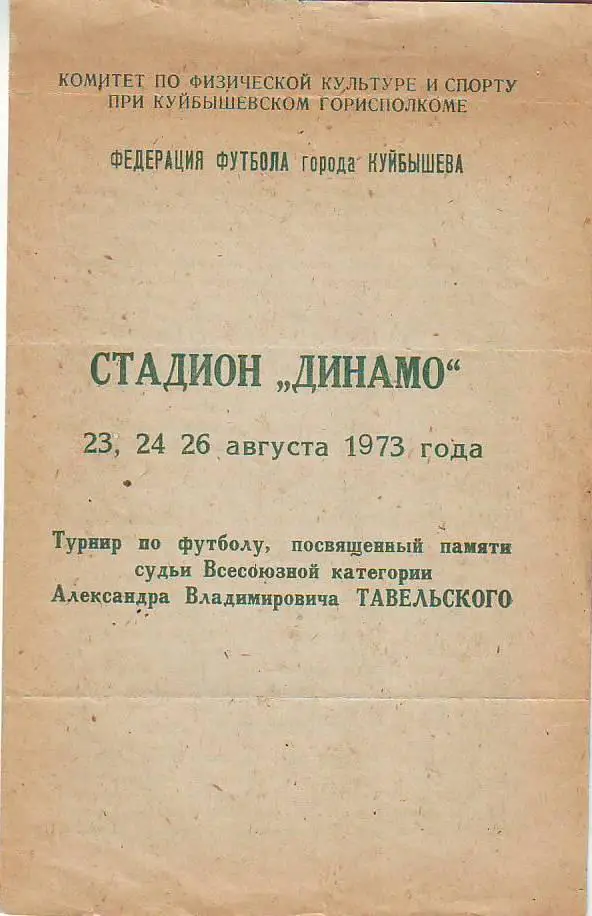 КОМИТЕТ ПО ФИЗИЧЕСКОЙ КУЛЬТУРЕ И СПОРТУ
ПРИ КУЙБЫШЕВСКОМ ГОРИСПОЛКОМЕ
ФЕДЕРАЦИЯ ФУТБОЛА города КУЙБЫШЕВА
СТАДИОН „ДИНАМО“
23, 24 26 августа 1973 года
Турнир по футболу, посвященный памяти
судьи Всесоюзной категории
Александра Владимировича ТАВЕЛЬСКОГО